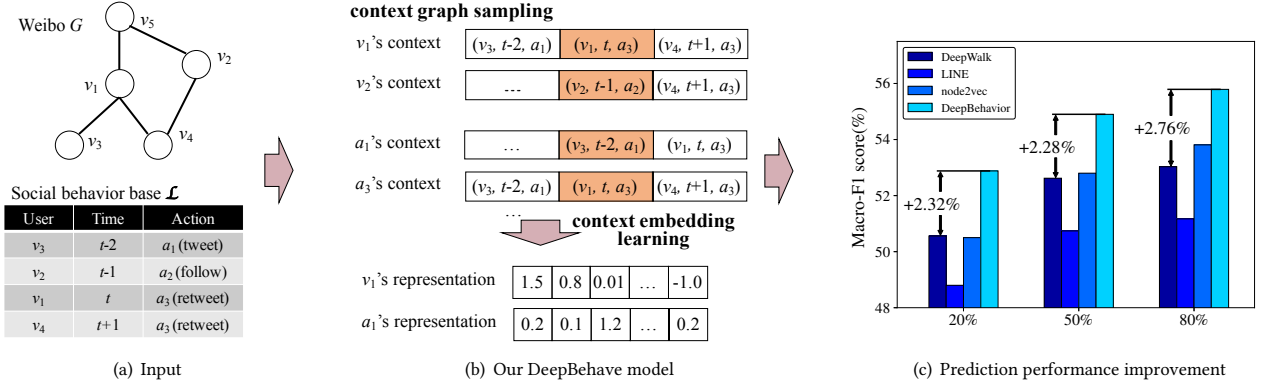 Weibo G
v5
v2
v1
v3
v4
Social behavior base 𝓛
User Time Action
v3 t-2 a1 (tweet)
v2 t-1 a2 (follow)
v1 t a3 (retweet)
v4 t+1 a3 (retweet)
(a) Input
context graph sampling
v1's context (v3, t-2, a1) (v1, t, a3) (v4, t+1, a3)
v2's context ... (v2, t-1, a2) (v4, t+1, a3)
a1's context ... (v3, t-2, a1) (v1, t, a3)
a3's context (v3, t-2, a1) (v1, t, a3) (v4, t+1, a3)
...
context embedding
learning
v1's representation 1.5 0.8 0.01 ... -1.0
a1's representation 0.2 0.1 1.2 ... 0.2
(b) Our DeepBehave model
Macro-F1 score(%)
56
54
52
50
48
DeepWalk
LINE
node2vec
DeepBehavior
+2.32%
+2.28%
+2.76%
20% 50% 80%
(c) Prediction performance improvement